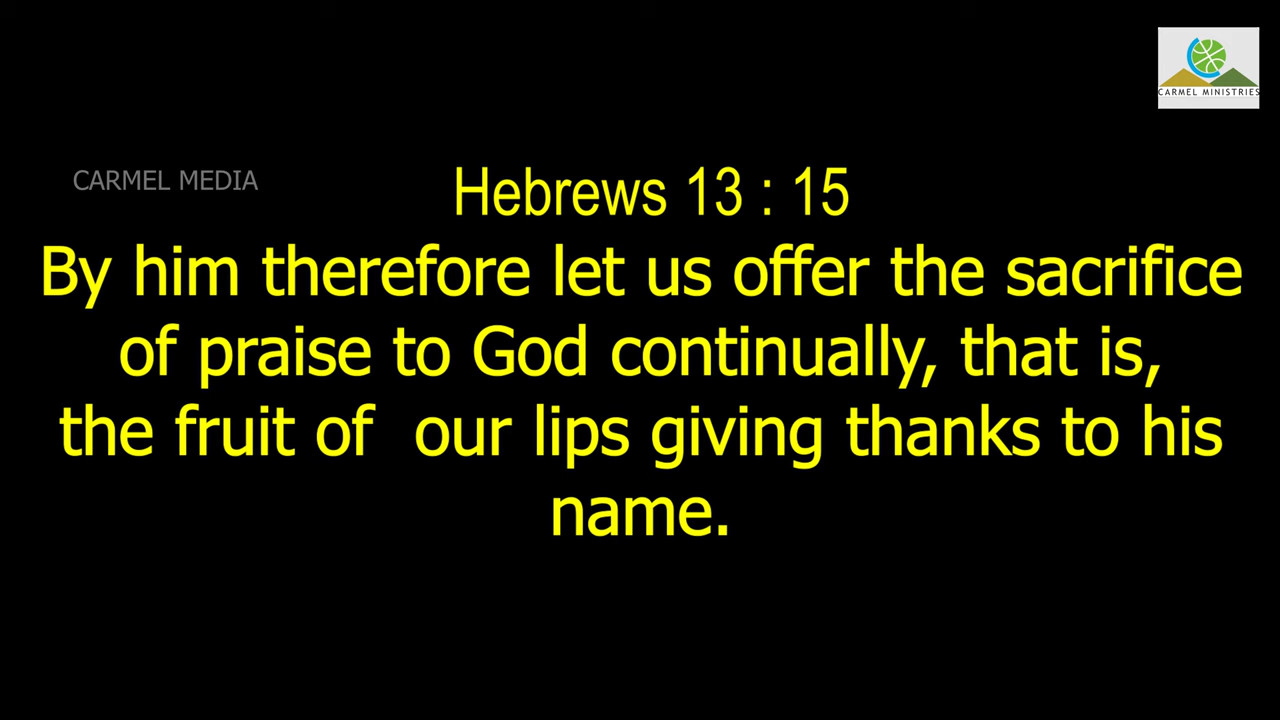 CARMEL MINISTRIES
CARMEL MEDIA
Hebrews 13 : 15
By him therefore let us offer the sacrifice
of praise to God continually, that is,
the fruit of  our lips giving thanks to his
name.